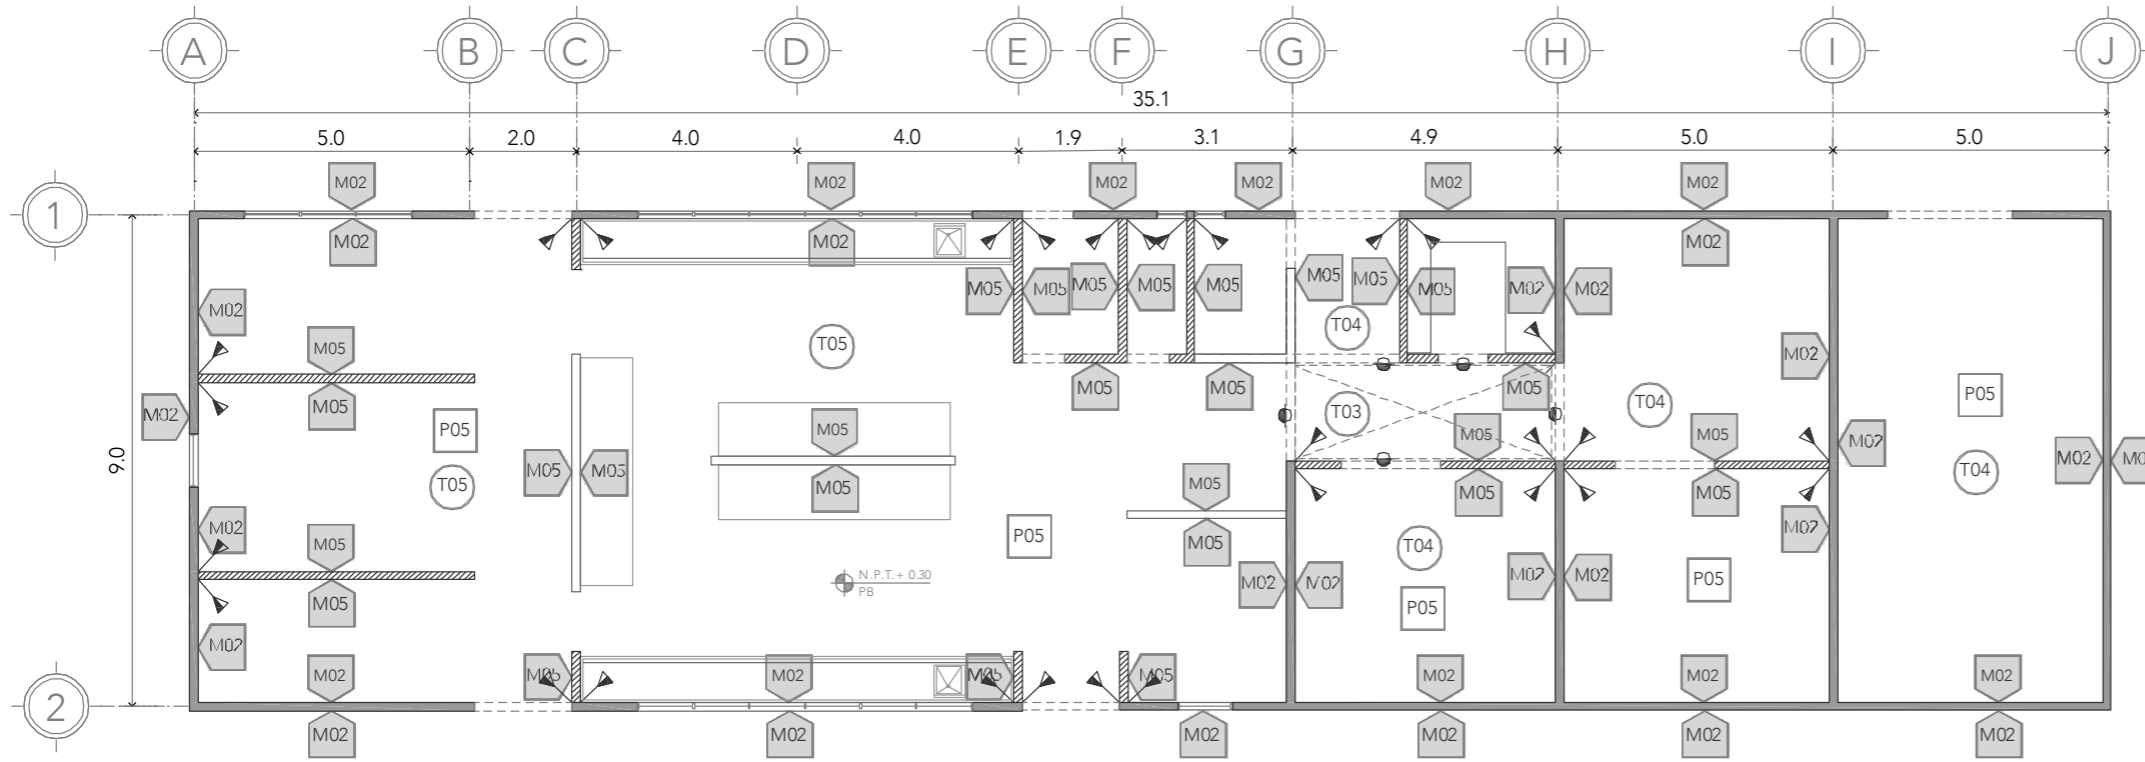 A B C D E F G H I J
35.1
5.0 2.0 4.0 4.0 1.9 3.1 4.9 5.0 5.0
M02 M02 M02 M02 M02 M02
1
M02 M02 M02
M05 M05 M05 M05 M05 M05 M05 M05 M02 M02
M02
T04
M05 T05 M02
M05 M05 M05 M05
M02 T03 T04 P05
P05 M05 M05 M05
M02
9.0
M05 M05 M02 M0
T05 M05 M05 M05 T04
M05
M02 P05 M02
M05 M05 T04
N.P.T. + 0.30
PB
M02 M02 M02 M02 P05
M05 P05
M02
M02 M05 M02 M05 M05 M02 M02 M02
2
M02 M02 M02 M02 M02 M02